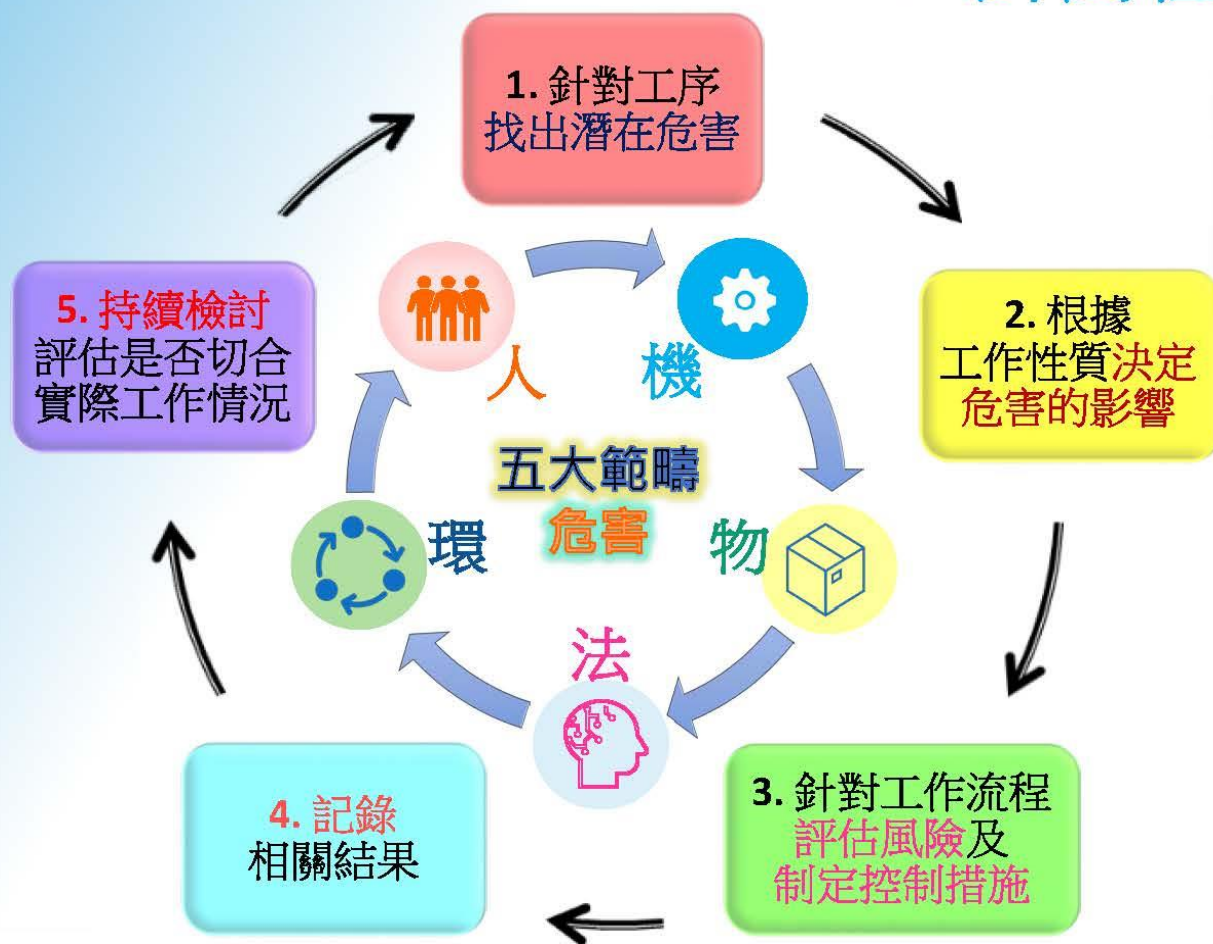 1. 針對工序
找出潛在危害
2. 根據
工作性質決定
危害的影響
3. 針對工作流程
評估風險及
制定控制措施
4. 記錄
相關結果
5. 持續檢討
評估是否切合
實際工作情況
人
機
物
法
環
五大範疇
危害